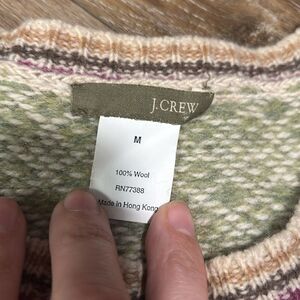 J.CREW
M
100% Wool
RN77388
Made in Hong Kong